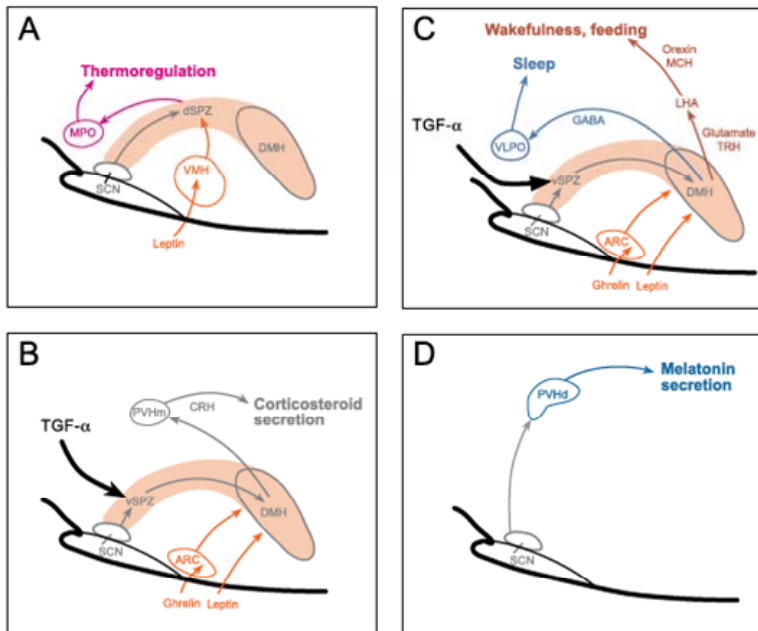 A
Thermoregulation
MPO
dSPZ
DMH
VMH
SCN
Leptin
B
PVHm
CRH
Corticosteroid
secretion
TGF-α
vSPZ
DMH
SCN
ARC
Ghrelin Leptin
C
Wakefulness, feeding
Orexin
MCH
Sleep
LHA
TGF-α
GABA
Glutamate
TRH
VLPO
vSPZ
DMH
SCN
ARC
Ghrelin Leptin
D
Melatonin
secretion
PVHd
SCN